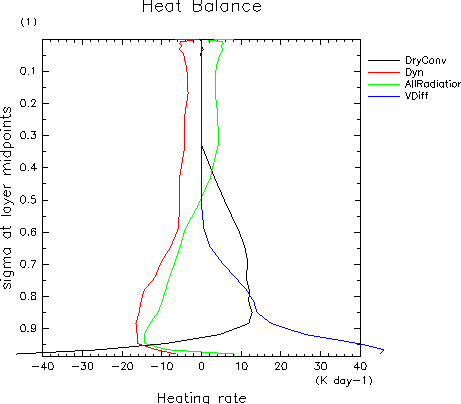 Heat Balance
(1)
DryConv
Dyn
AllRadiation
VDiff
0.1
0.2
0.3
0.4
0.5
0.6
0.7
0.8
0.9
sigma at layer midpoints
-40 -30 -20 -10 0 10 20 30 40
(K day-1)
Heating rate